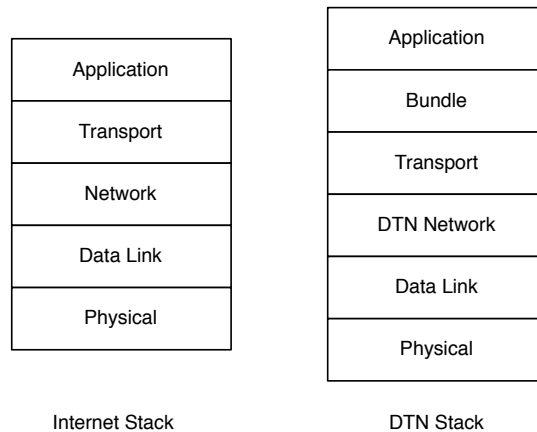 Application
Transport
Network
Data Link
Physical
Internet Stack
Application
Bundle
Transport
DTN Network
Data Link
Physical
DTN Stack